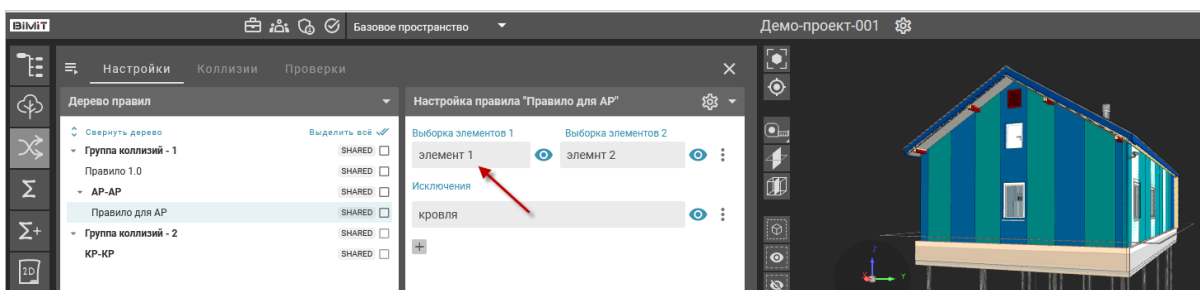 BIMiT Базовое пространство Демо-проект-001
Настройки Коллизии Проверки
Дерево правил
Свернуть дерево Выделить всё
Группа коллизий - 1 SHARED
Правило 1.0 SHARED
АР-АР SHARED
Правило для АР SHARED
Группа коллизий - 2 SHARED
КР-КР SHARED
Настройка правила "Правило для АР"
Выборка элементов 1 Выборка элементов 2
элемент 1 элемнт 2
Исключения
кровля
+
Σ
Σ+
2D
Z
X Y